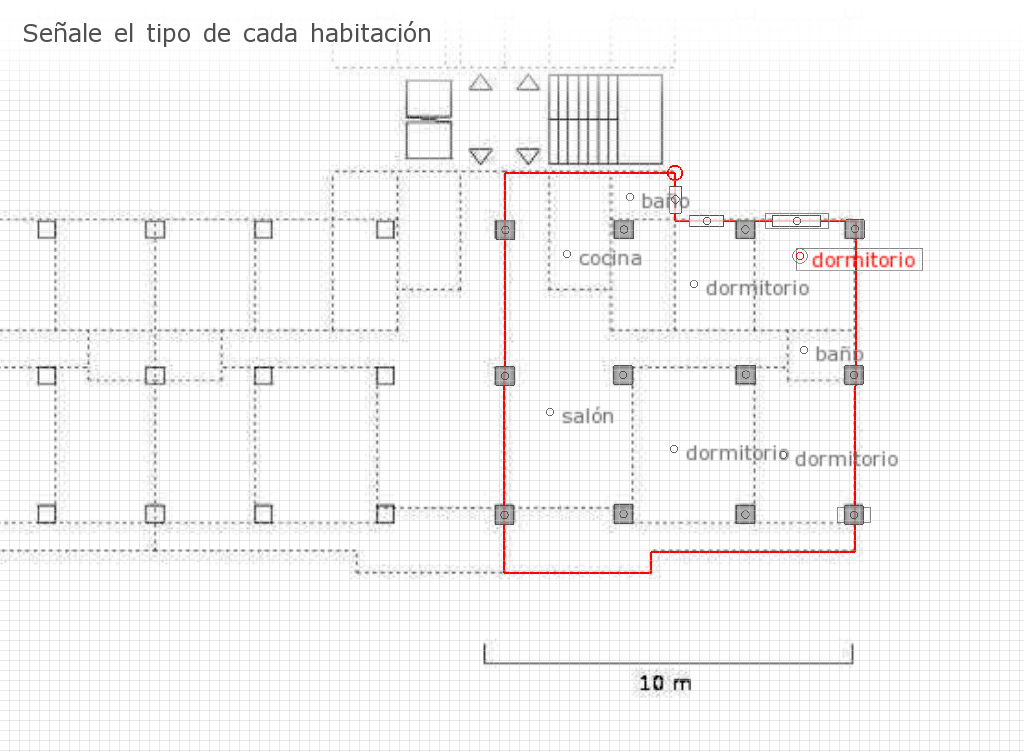 Señale el tipo de cada habitación
baño
cocina
dormitorio
dormitorio
baño
salón
dormitorio
dormitorio
10 m